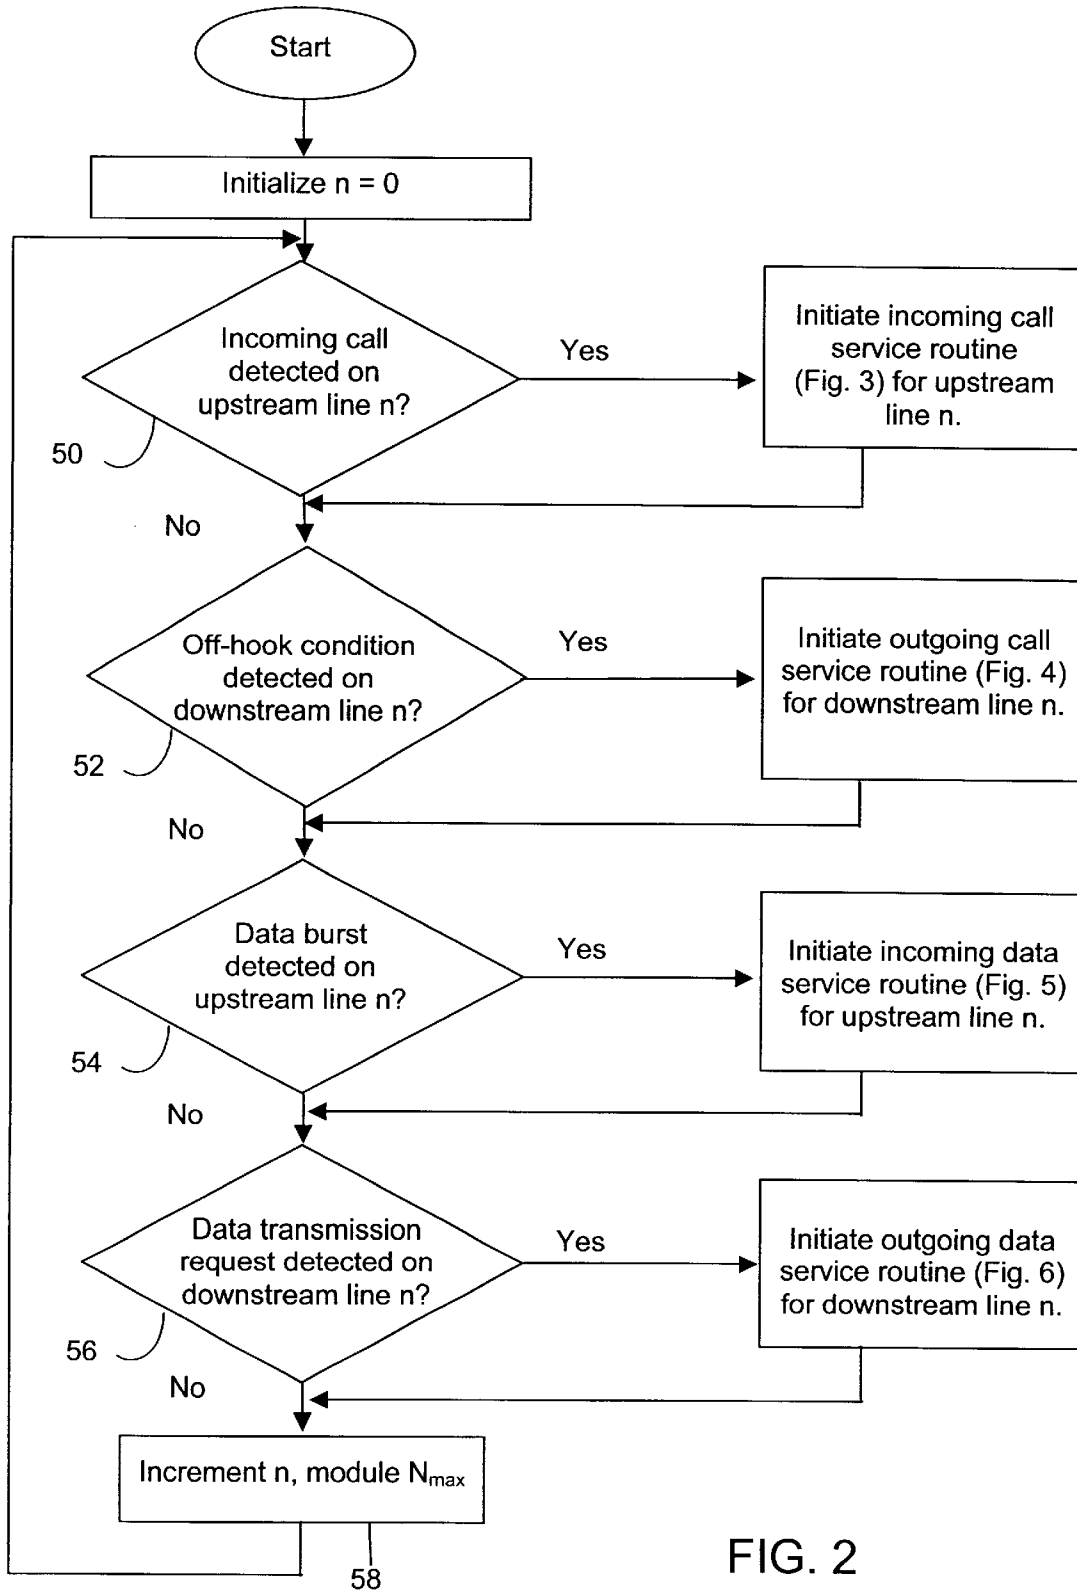 Start
Initialize n = 0
Incoming call
detected on
upstream line n?
Yes
Initiate incoming call
service routine
(Fig. 3) for upstream
line n.
50
No
Off-hook condition
detected on
downstream line n?
Yes
Initiate outgoing call
service routine (Fig. 4)
for downstream line n.
52
No
Data burst
detected on
upstream line n?
Yes
Initiate incoming data
service routine (Fig. 5)
for upstream line n.
54
No
Data transmission
request detected on
downstream line n?
Yes
Initiate outgoing data
service routine (Fig. 6)
for downstream line n.
56
No
Increment n, module Nmax
58
FIG. 2